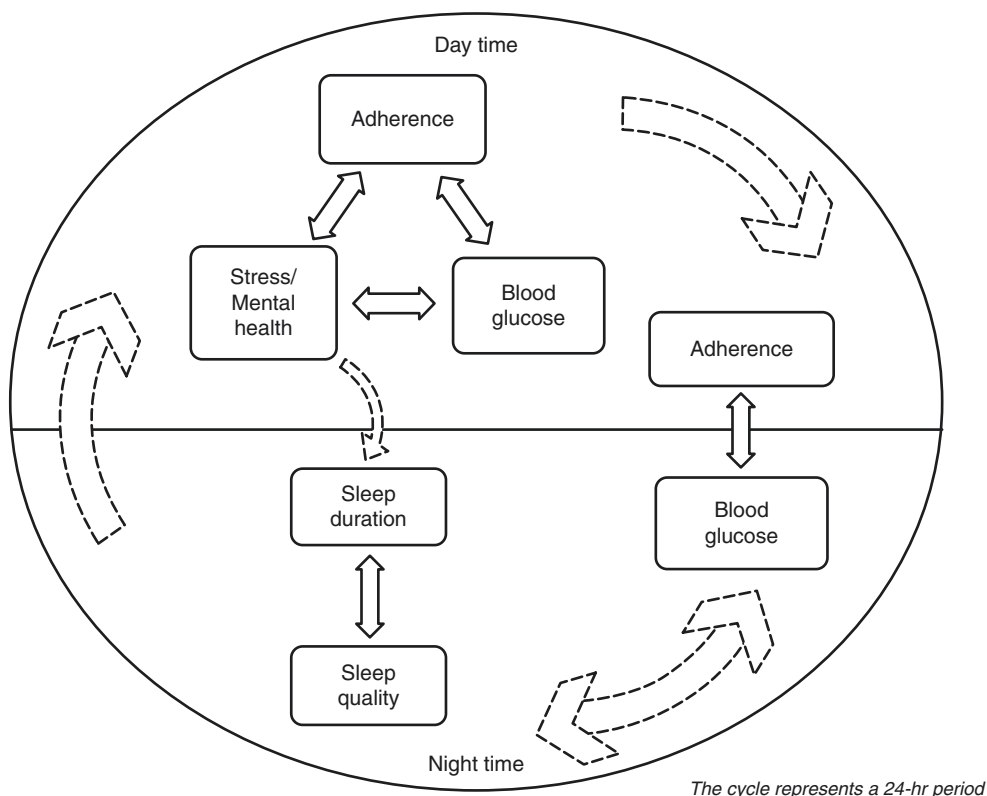 Day time
Adherence
Stress/
Mental
health
Blood
glucose
Adherence
Sleep
duration
Blood
glucose
Sleep
quality
Night time
The cycle represents a 24-hr period